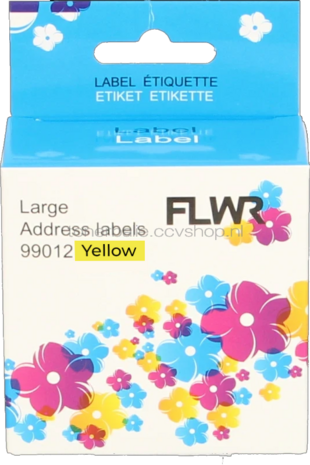 LABEL ÉTIQUETTE
ETIKET ETIKETTE
Label
Label
FLWR
Large
Address labels
99012 Yellow